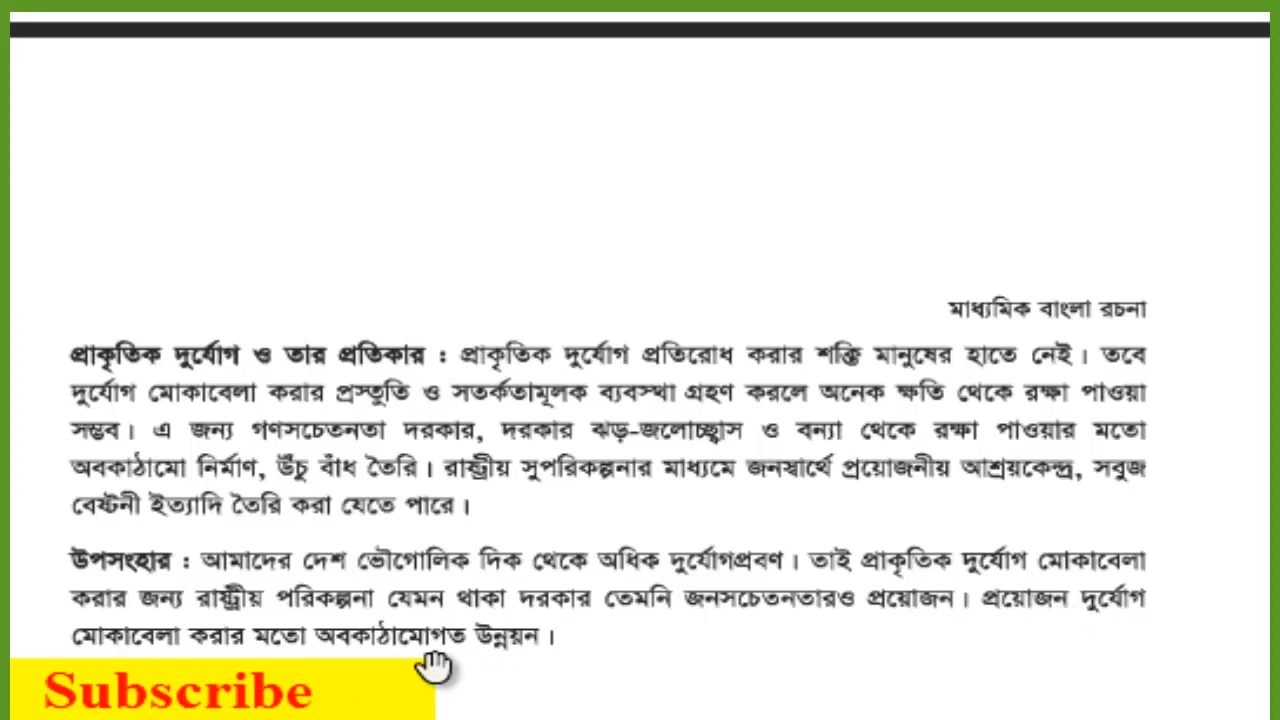 মাধ্যমিক বাংলা রচনা
প্রাকৃতিক দুর্যোগ ও তার প্রতিকার : প্রাকৃতিক দুর্যোগ প্রতিরোধ করার শক্তি মানুষের হাতে নেই। তবে
দুর্যোগ মোকাবেলা করার প্রস্তুতি ও সতর্কতামূলক ব্যবস্থা গ্রহণ করলে অনেক ক্ষতি থেকে রক্ষা পাওয়া
সম্ভব। এ জন্য গণসচেতনতা দরকার, দরকার ঝড়-জলোচ্ছ্বাস ও বন্যা থেকে রক্ষা পাওয়ার মতো
অবকাঠামো নির্মাণ, উঁচু বাঁধ তৈরি। রাষ্ট্রীয় সুপরিকল্পনার মাধ্যমে জনস্বার্থে প্রয়োজনীয় আশ্রয়কেন্দ্র, সবুজ
বেষ্টনী ইত্যাদি তৈরি করা যেতে পারে।
উপসংহার : আমাদের দেশ ভৌগোলিক দিক থেকে অধিক দুর্যোগপ্রবণ। তাই প্রাকৃতিক দুর্যোগ মোকাবেলা
করার জন্য রাষ্ট্রীয় পরিকল্পনা যেমন থাকা দরকার তেমনি জনসচেতনতারও প্রয়োজন। প্রয়োজন দুর্যোগ
মোকাবেলা করার মতো অবকাঠামোগত উন্নয়ন।
Subscribe